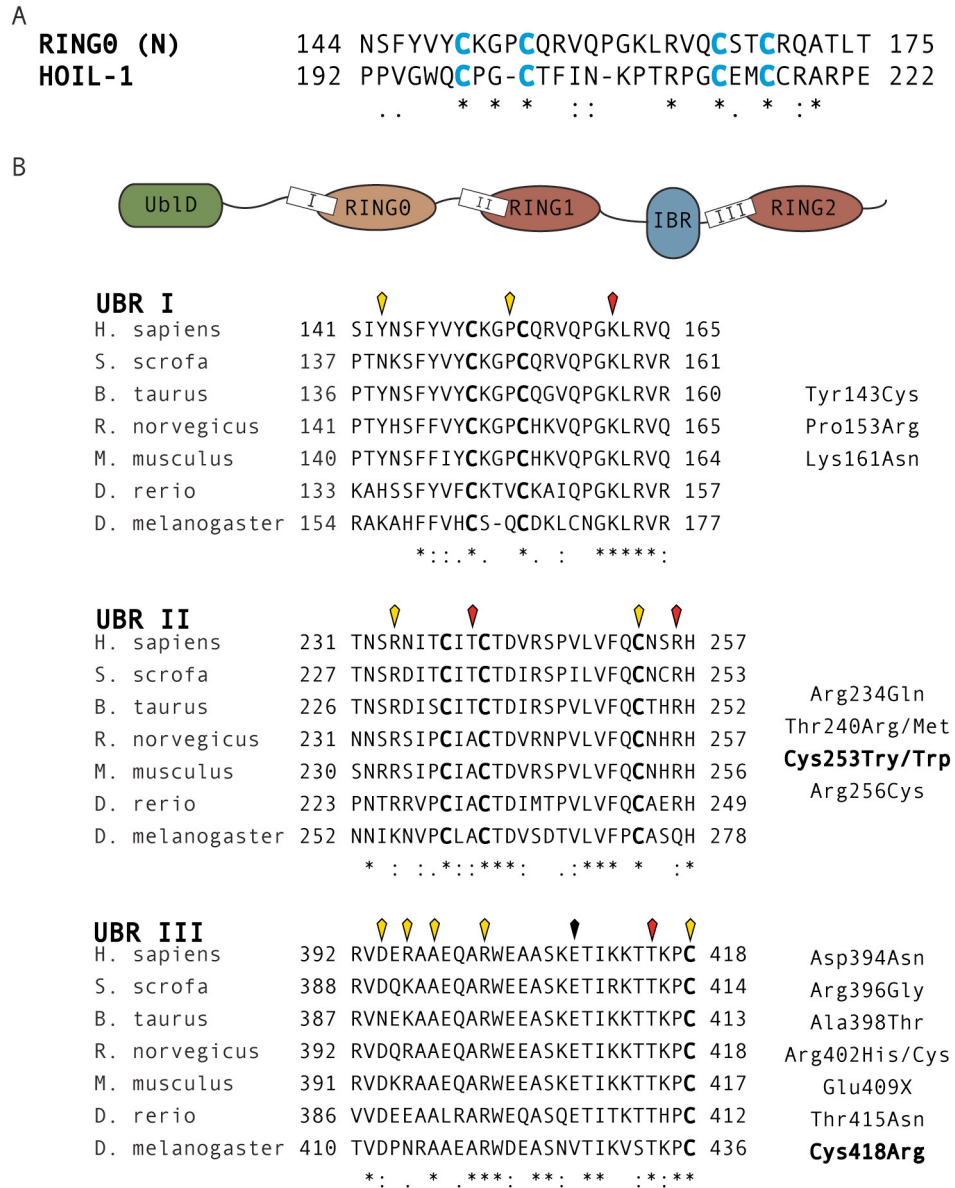 A
RING0 (N) 144 NSFYVYCKGPCQRVQPGKLRVQCSTCRQATLT 175
HOIL-1 192 PPVGWQCPG-CTFIN-KPTRPGCEMCCRARPE 222
.. * * * :: * *. * :*
B
UblD I RING0 II RING1 IBR III RING2
UBR I
H. sapiens 141 SIYNSFYVYCKGPCQRVQPGKLRVQ 165
S. scrofa 137 PTNKSFYVYCKGPCQRVQPGKLRVR 161
B. taurus 136 PTYNSFYVYCKGPCQGVQPGKLRVR 160 Tyr143Cys
R. norvegicus 141 PTYHSFFVYCKGPCHKVQPGKLRVQ 165 Pro153Arg
M. musculus 140 PTYNSFFIYCKGPCHKVQPGKLRVQ 164 Lys161Asn
D. rerio 133 KAHSSFYVFCKTVCKAIQPGKLRVR 157
D. melanogaster 154 RAKAHFFVHCS-QCDKLCNGKLRVR 177
*::.*. *. : *****:
UBR II
H. sapiens 231 TNSRNITCITCTDVRSPVLVFQCNSRH 257
S. scrofa 227 TNSRDITCITCTDIRSPILVFQCNCRH 253
Arg234Gln
B. taurus 226 TNSRDISCITCTDIRSPVLVFQCTHRH 252
Thr240Arg/Met
R. norvegicus 231 NNSRSIPCIACTDVRNPVLVFQCNHRH 257
Cys253Try/Trp
M. musculus 230 SNRRSIPCIACTDVRSPVLVFQCNHRH 256
Arg256Cys
D. rerio 223 PNTRRVPCIACTDIMTPVLVFQCAERH 249
D. melanogaster 252 NNIKNVPCLACTDVSDTVLVFPCASQH 278
* : :.*::***: .:*** * :*
UBR III
H. sapiens 392 RVDERAAEQARWEAASKETIKKTTKPC 418 Asp394Asn
S. scrofa 388 RVDQKAAEQARWEEASKETIRKTTKPC 414 Arg396Gly
B. taurus 387 RVNEKAAEQARWEEASKETIKKTTKPC 413 Ala398Thr
R. norvegicus 392 RVDQRAAEQARWEEASKETIKKTTKPC 418 Arg402His/Cys
M. musculus 391 RVDKRAAEQARWEEASKETIKKTTKPC 417 Glu409X
D. rerio 386 VVDEEAALRARWEQASQETITKTTHPC 412 Thr415Asn
D. melanogaster 410 TVDPNRAAEARWDEASNVTIKVSTKPC 436 Cys418Arg
*: * .***: **: ** :*:**